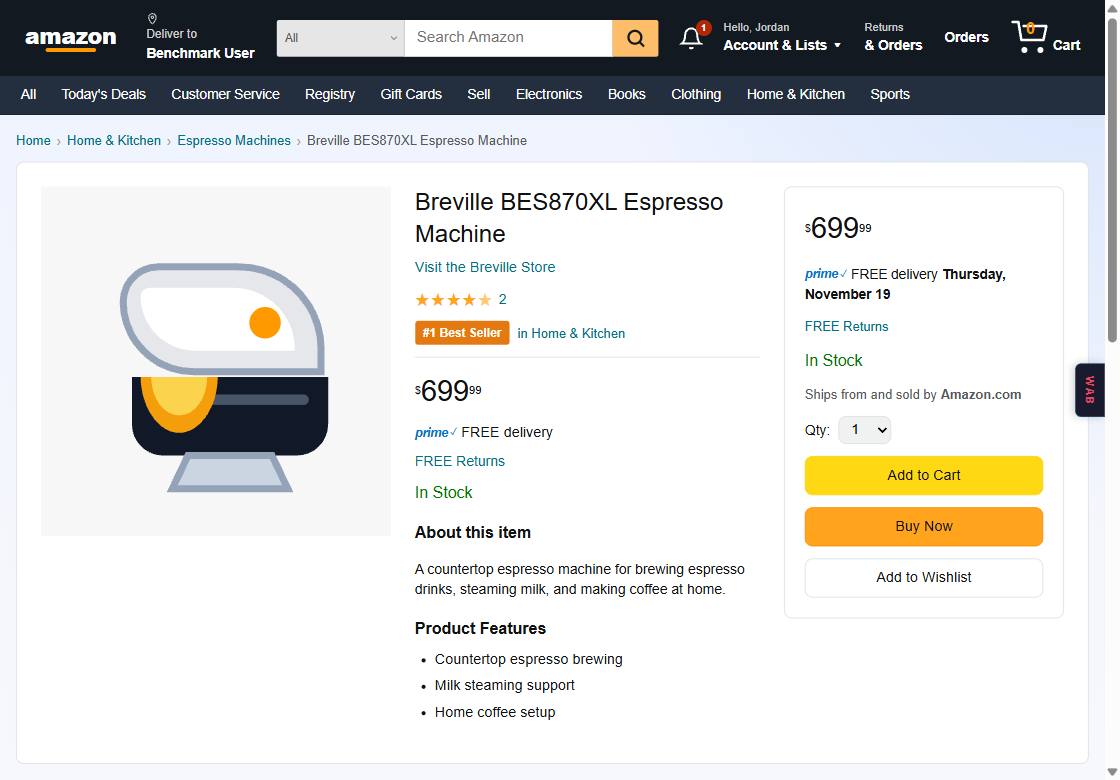 amazon
Deliver to
Benchmark User
All
Search Amazon
1
Hello, Jordan
Account & Lists
Returns
& Orders
Orders
0
Cart
All
Today's Deals
Customer Service
Registry
Gift Cards
Sell
Electronics
Books
Clothing
Home & Kitchen
Sports
Home › Home & Kitchen › Espresso Machines › Breville BES870XL Espresso Machine
Breville BES870XL Espresso
Machine
Visit the Breville Store
★★★★★ 2
#1 Best Seller in Home & Kitchen
$69999
prime✓ FREE delivery
FREE Returns
In Stock
About this item
A countertop espresso machine for brewing espresso
drinks, steaming milk, and making coffee at home.
Product Features
• Countertop espresso brewing
• Milk steaming support
• Home coffee setup
$69999
prime✓ FREE delivery Thursday,
November 19
FREE Returns
In Stock
Ships from and sold by Amazon.com
Qty: 1
Add to Cart
Buy Now
Add to Wishlist
WAB